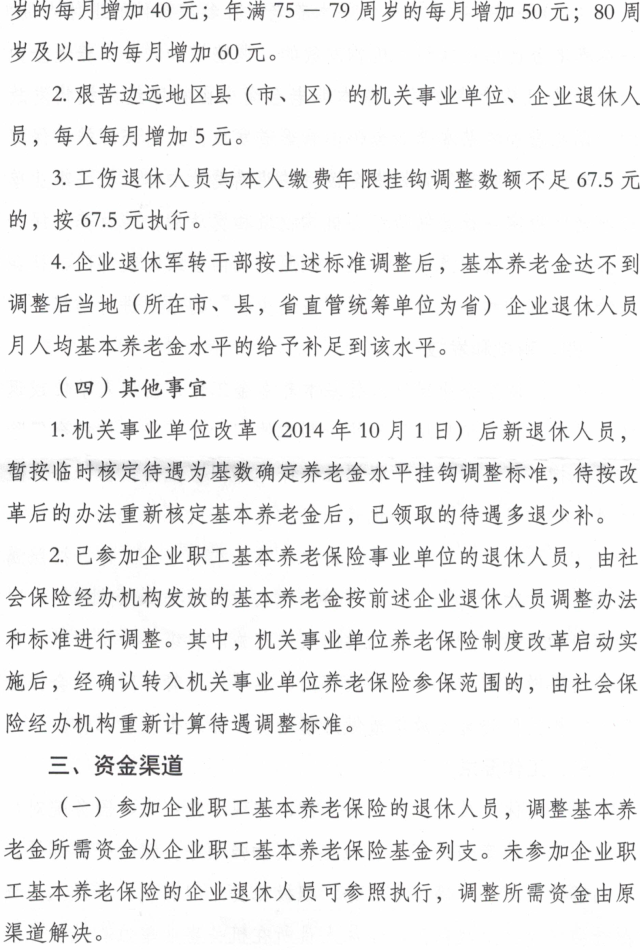 岁的每月增加 40 元；年满 75 － 79 周岁的每月增加 50 元；80 周
岁及以上的每月增加 60 元。
2. 艰苦边远地区县（市、区）的机关事业单位、企业退休人
员，每人每月增加 5 元。
3. 工伤退休人员与本人缴费年限挂钩调整数额不足 67.5 元
的，按 67.5 元执行。
4. 企业退休军转干部按上述标准调整后，基本养老金达不到
调整后当地（所在市、县，省直管统筹单位为省）企业退休人员
月人均基本养老金水平的给予补足到该水平。
（四）其他事宜
1. 机关事业单位改革（2014 年 10 月 1 日）后新退休人员，
暂按临时核定待遇为基数确定养老金水平挂钩调整标准，待按改
革后的办法重新核定基本养老金后，已领取的待遇多退少补。
2. 已参加企业职工基本养老保险事业单位的退休人员，由社
会保险经办机构发放的基本养老金按前述企业退休人员调整办法
和标准进行调整。其中，机关事业单位养老保险制度改革启动实
施后，经确认转入机关事业单位养老保险参保范围的，由社会保
险经办机构重新计算待遇调整标准。
三、资金渠道
（一）参加企业职工基本养老保险的退休人员，调整基本养
老金所需资金从企业职工基本养老保险基金列支。未参加企业职
工基本养老保险的企业退休人员可参照执行，调整所需资金由原
渠道解决。